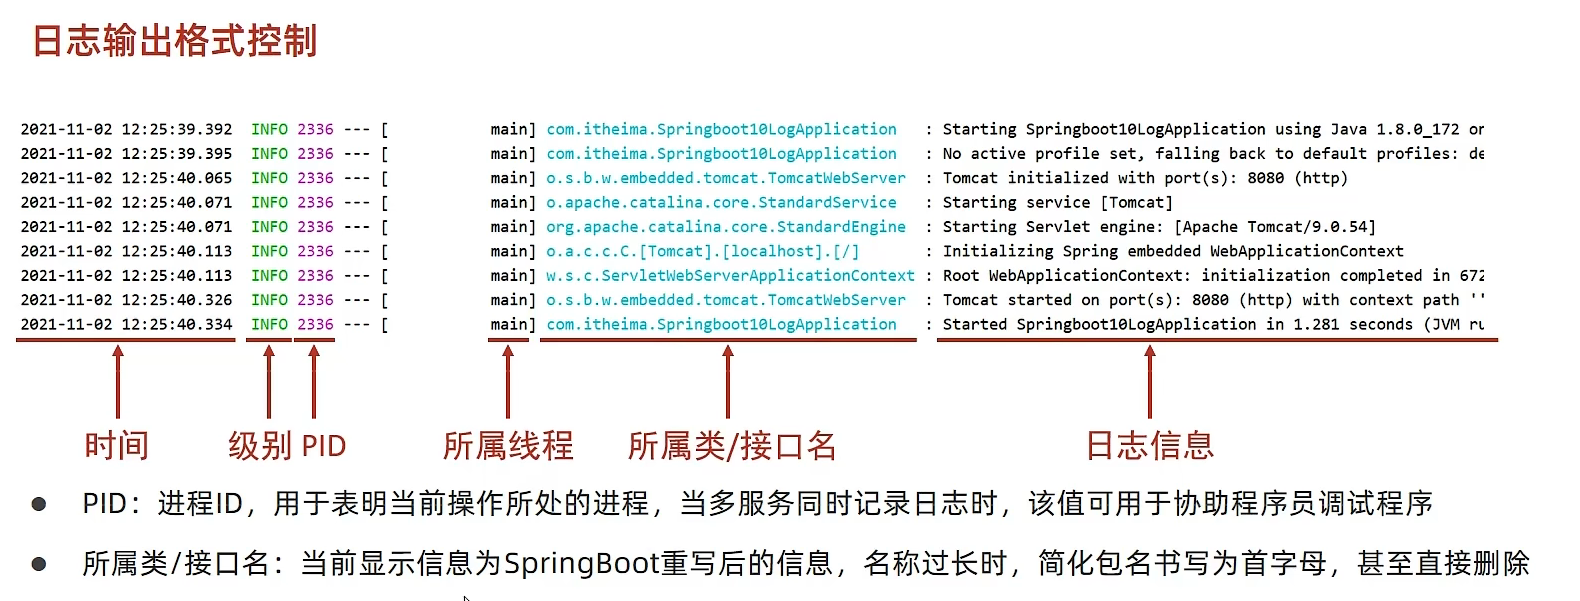 日志输出格式控制
2021-11-02 12:25:39.392 INFO 2336 --- [ main] com.itheima.Springboot10LogApplication : Starting Springboot10LogApplication using Java 1.8.0_172 on
2021-11-02 12:25:39.395 INFO 2336 --- [ main] com.itheima.Springboot10LogApplication : No active profile set, falling back to default profiles: de
2021-11-02 12:25:40.065 INFO 2336 --- [ main] o.s.b.w.embedded.tomcat.TomcatWebServer : Tomcat initialized with port(s): 8080 (http)
2021-11-02 12:25:40.071 INFO 2336 --- [ main] o.apache.catalina.core.StandardService : Starting service [Tomcat]
2021-11-02 12:25:40.071 INFO 2336 --- [ main] org.apache.catalina.core.StandardEngine : Starting Servlet engine: [Apache Tomcat/9.0.54]
2021-11-02 12:25:40.113 INFO 2336 --- [ main] o.a.c.c.C.[Tomcat].[localhost].[/] : Initializing Spring embedded WebApplicationContext
2021-11-02 12:25:40.113 INFO 2336 --- [ main] w.s.c.ServletWebServerApplicationContext : Root WebApplicationContext: initialization completed in 672
2021-11-02 12:25:40.326 INFO 2336 --- [ main] o.s.b.w.embedded.tomcat.TomcatWebServer : Tomcat started on port(s): 8080 (http) with context path ''
2021-11-02 12:25:40.334 INFO 2336 --- [ main] com.itheima.Springboot10LogApplication : Started Springboot10LogApplication in 1.281 seconds (JVM ru
时间 级别 PID 所属线程 所属类/接口名 日志信息
● PID：进程ID，用于表明当前操作所处的进程，当多服务同时记录日志时，该值可用于协助程序员调试程序
● 所属类/接口名：当前显示信息为SpringBoot重写后的信息，名称过长时，简化包名书写为首字母，甚至直接删除